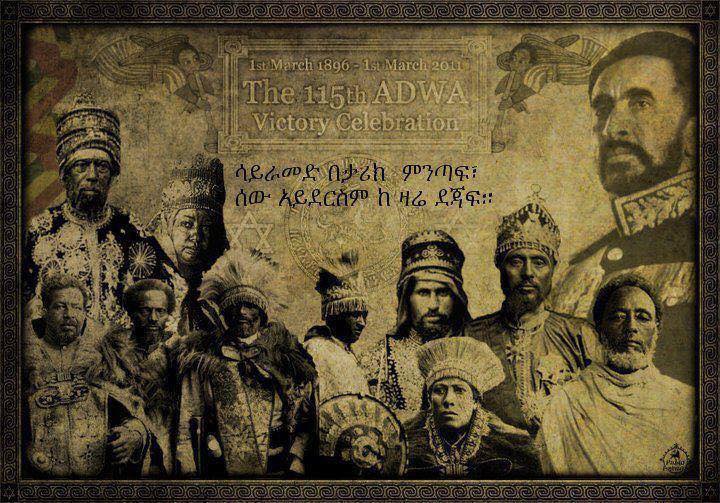 1st March 1896 - 1st March 2011
The 115th ADWA
Victory Celebration
ሳይራመድ በታሪክ ምንጣፍ፣
ሰው አይደርስም ከ ዛሬ ደጃፍ።